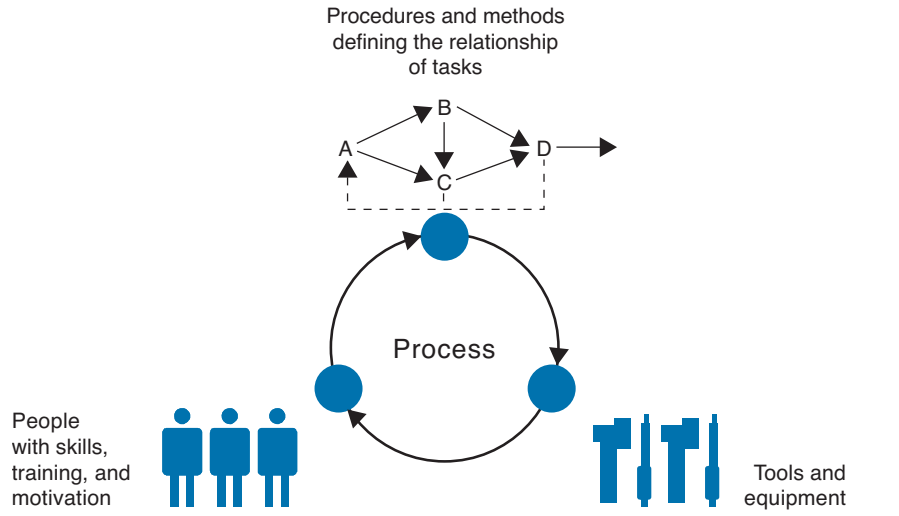 Procedures and methods
defining the relationship
of tasks
B
A
D
C
Process
People
with skills,
training, and
motivation
Tools and
equipment